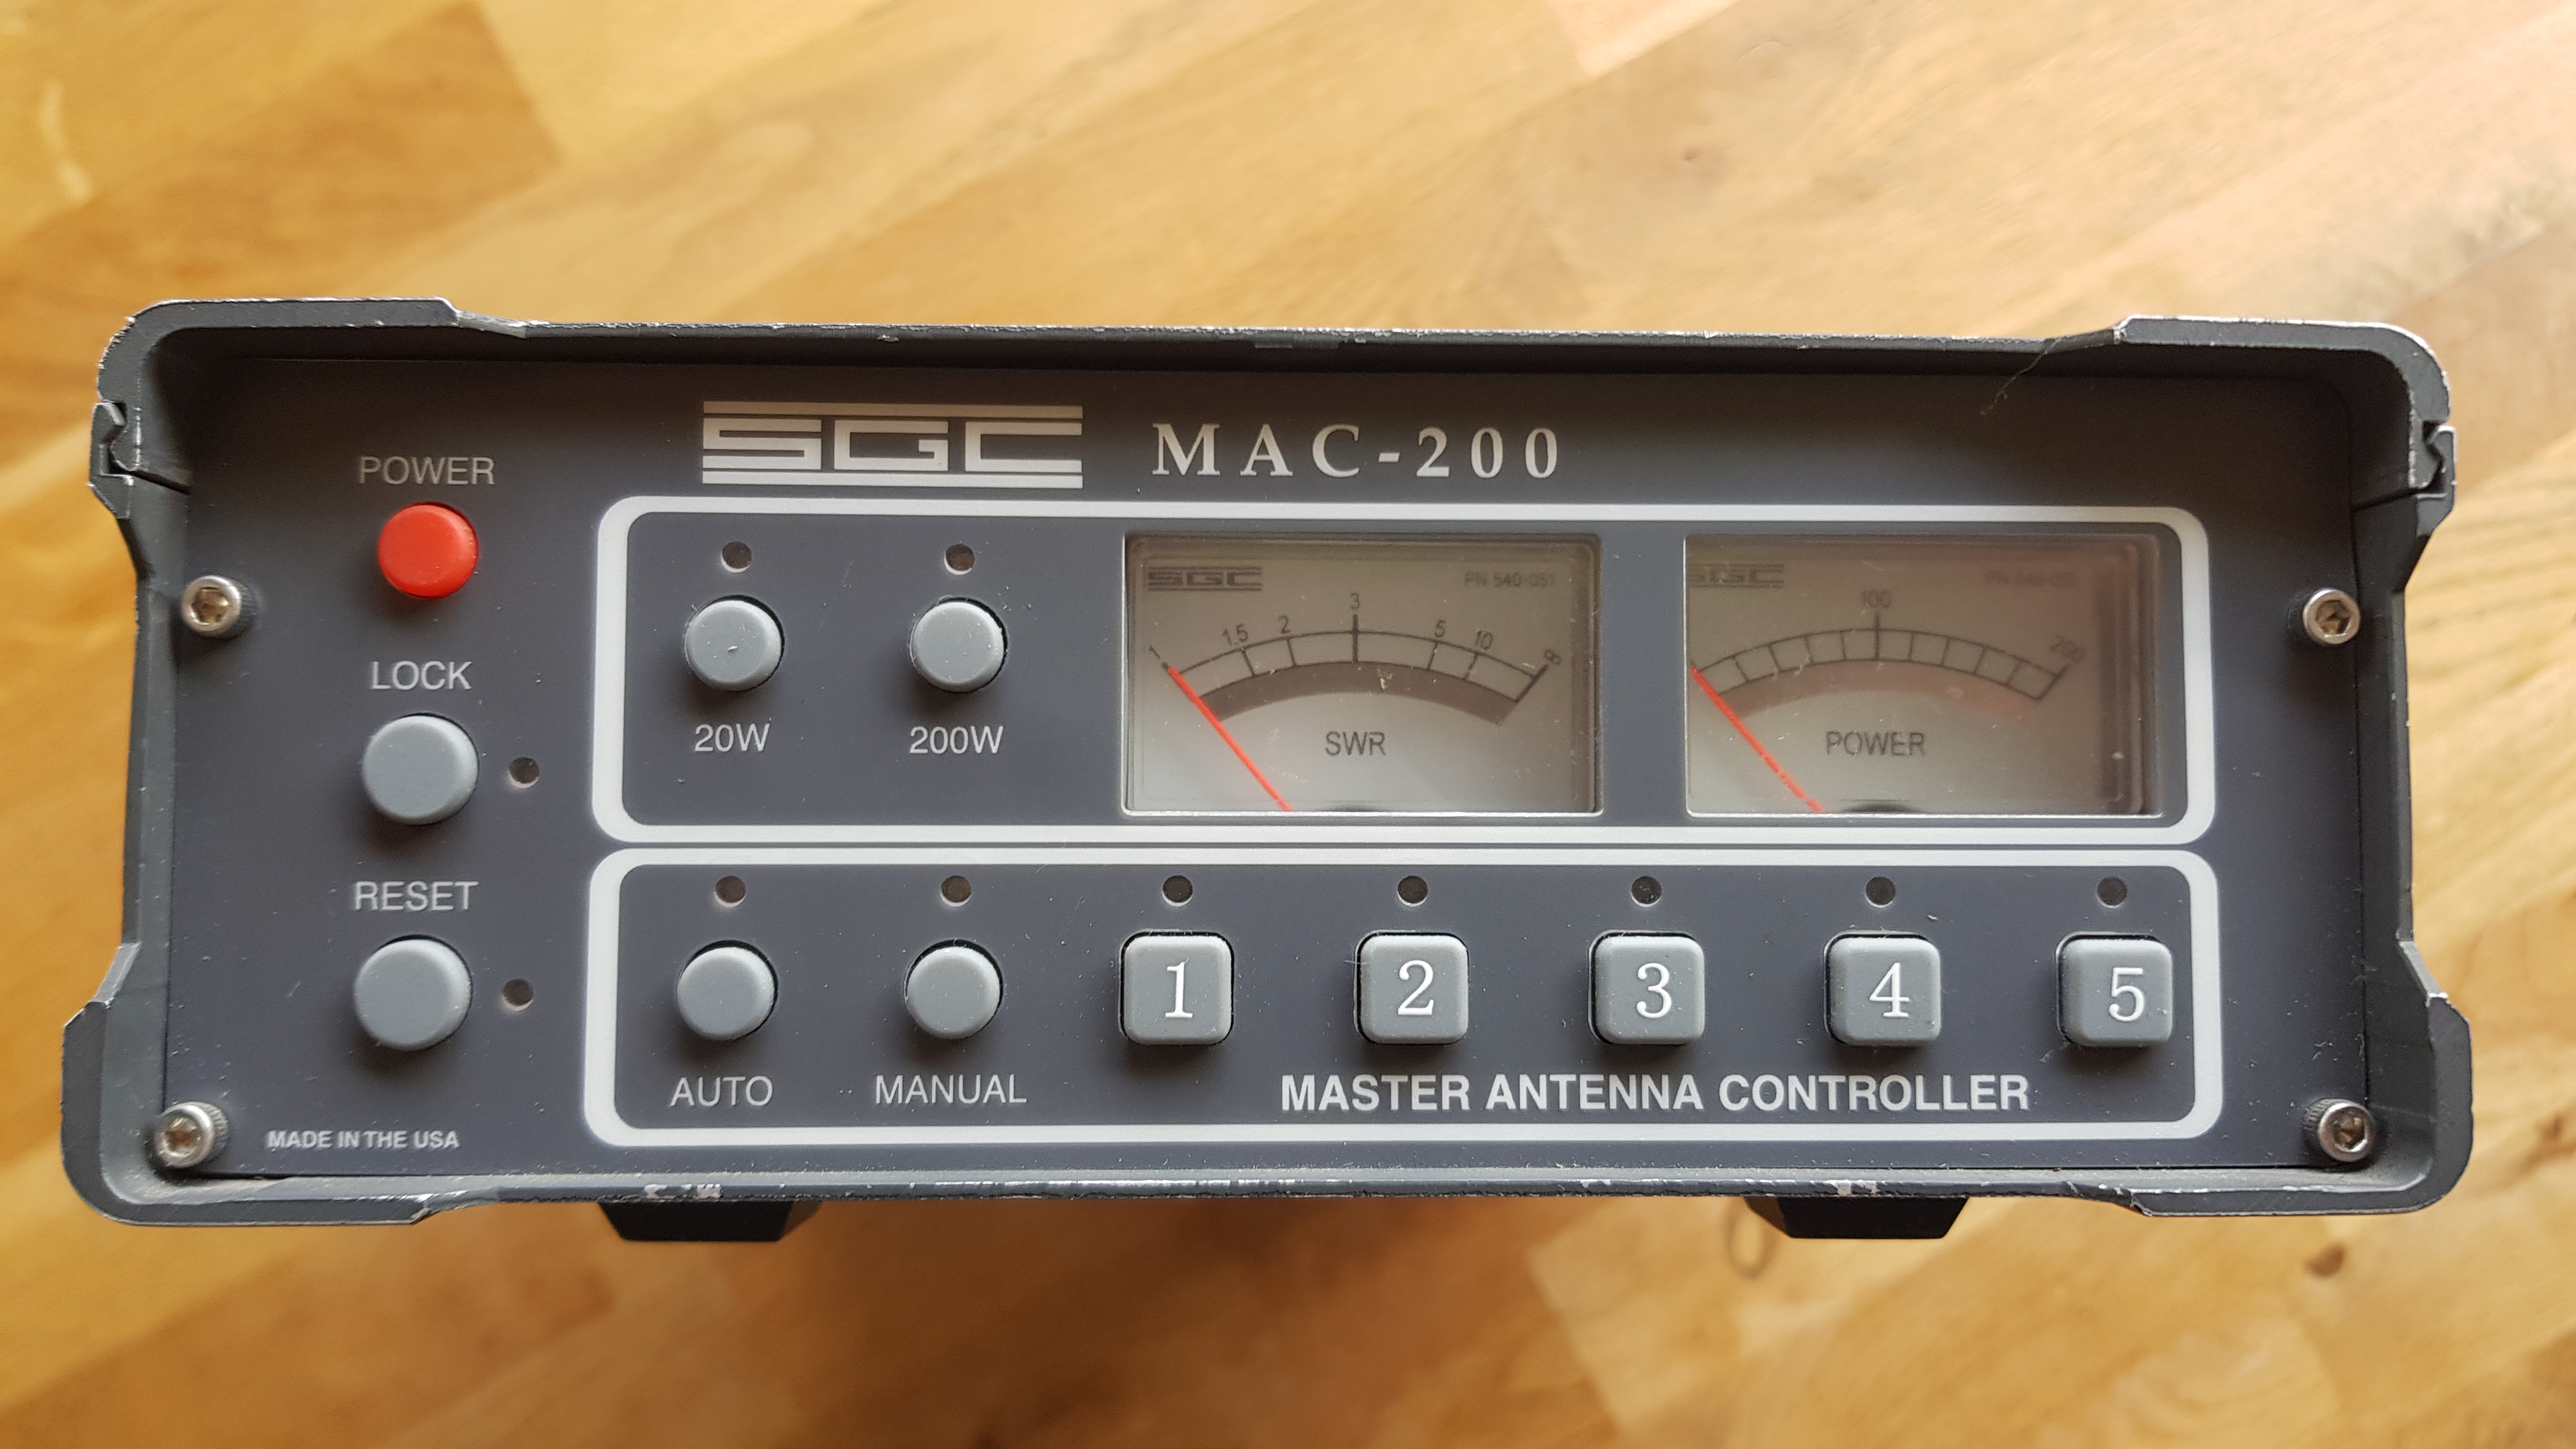 SGC MAC-200
POWER
LOCK
RESET
MADE IN THE USA
20W
200W
SGC
1 1.5 2 3 5 10 ∞
SWR
SGC
100 200
POWER
AUTO
MANUAL
1 2 3 4 5
MASTER ANTENNA CONTROLLER